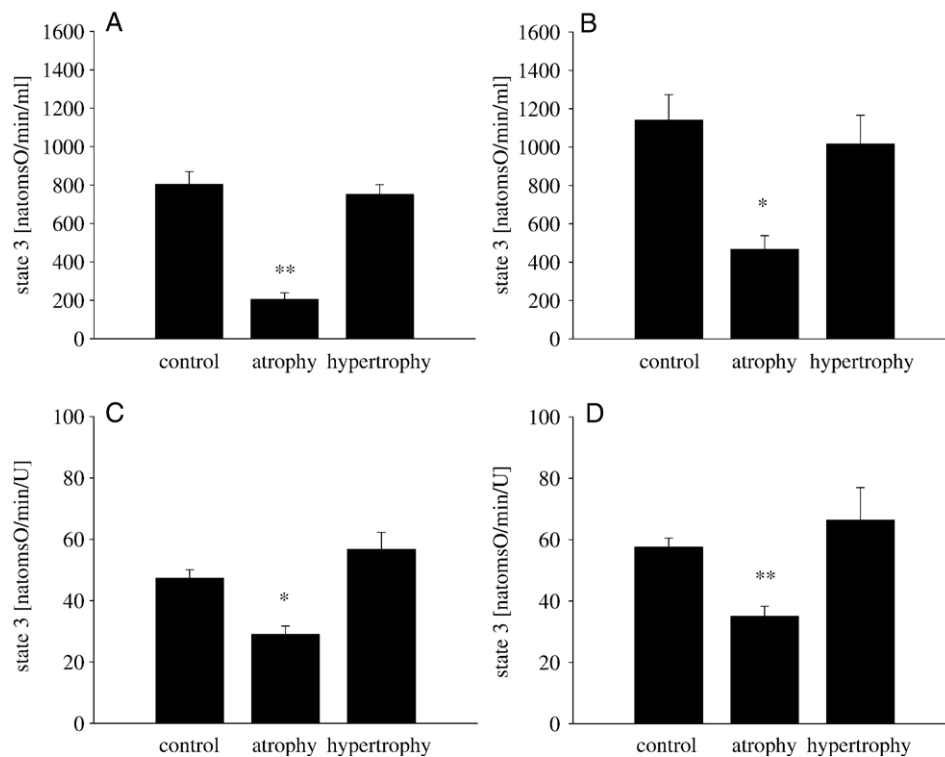 A
state 3 [natomsO/min/ml]
1600
1400
1200
1000
800
600
400
200
0
**
control atrophy hypertrophy
B
state 3 [natomsO/min/ml]
1600
1400
1200
1000
800
600
400
200
0
*
control atrophy hypertrophy
C
state 3 [natomsO/min/U]
100
80
60
40
20
0
*
control atrophy hypertrophy
D
state 3 [natomsO/min/U]
100
80
60
40
20
0
**
control atrophy hypertrophy